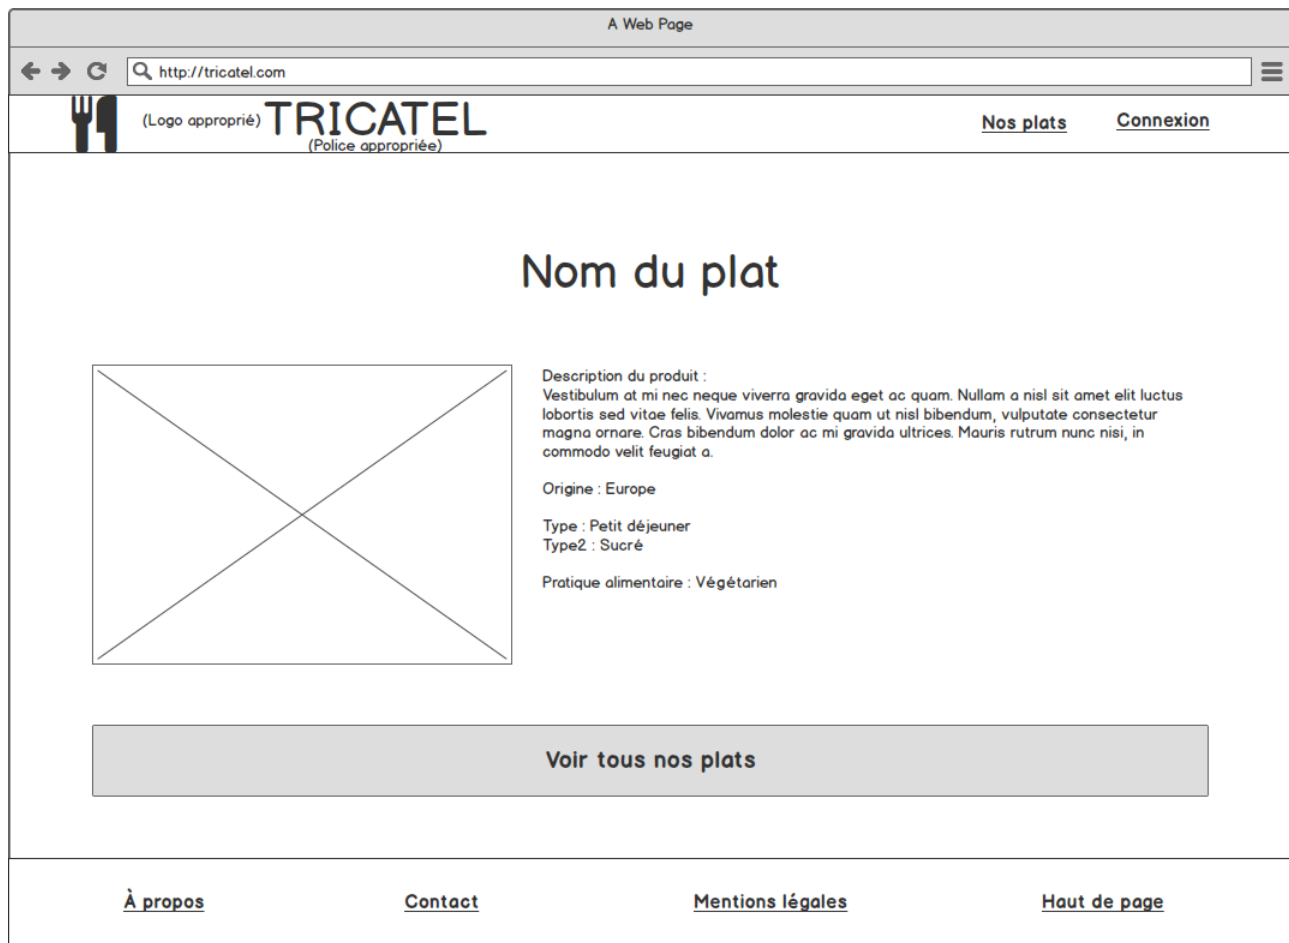 A Web Page
http://tricatel.com
(Logo approprié) TRICATEL
(Police appropriée)
Nos plats
Connexion
Nom du plat
Description du produit :
Vestibulum at mi nec neque viverra gravida eget ac quam. Nullam a nisl sit amet elit luctus
lobortis sed vitae felis. Vivamus molestie quam ut nisl bibendum, vulputate consectetur
magna ornare. Cras bibendum dolor ac mi gravida ultrices. Mauris rutrum nunc nisi, in
commodo velit feugiat a.
Origine : Europe
Type : Petit déjeuner
Type2 : Sucré
Pratique alimentaire : Végétarien
Voir tous nos plats
À propos
Contact
Mentions légales
Haut de page